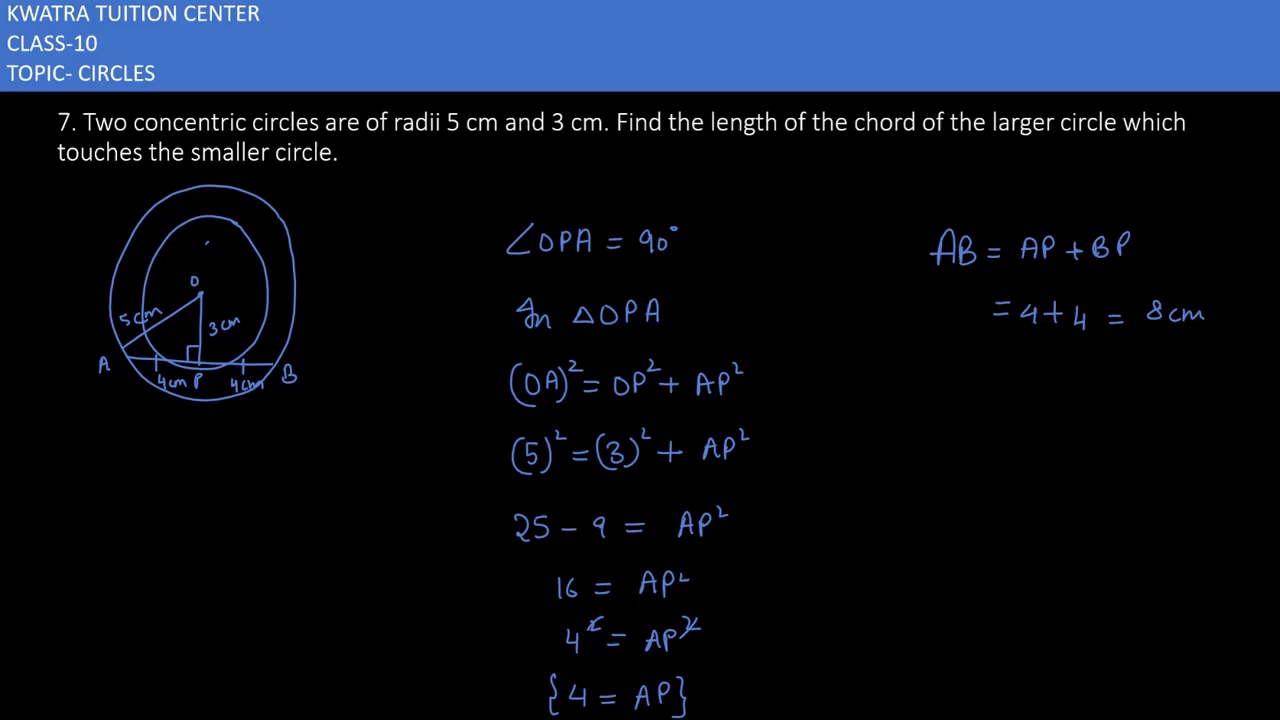 KWATRA TUITION CENTER
CLASS-10
TOPIC- CIRCLES
7. Two concentric circles are of radii 5 cm and 3 cm. Find the length of the chord of the larger circle which
touches the smaller circle.
O
5cm
3cm
A
4cm P 4cm B
∠OPA = 90°
In △OPA
(OA)² = OP² + AP²
(5)² = (3)² + AP²
25 - 9 = AP²
16 = AP²
4² = AP²
{4 = AP}
AB = AP + BP
= 4 + 4 = 8cm